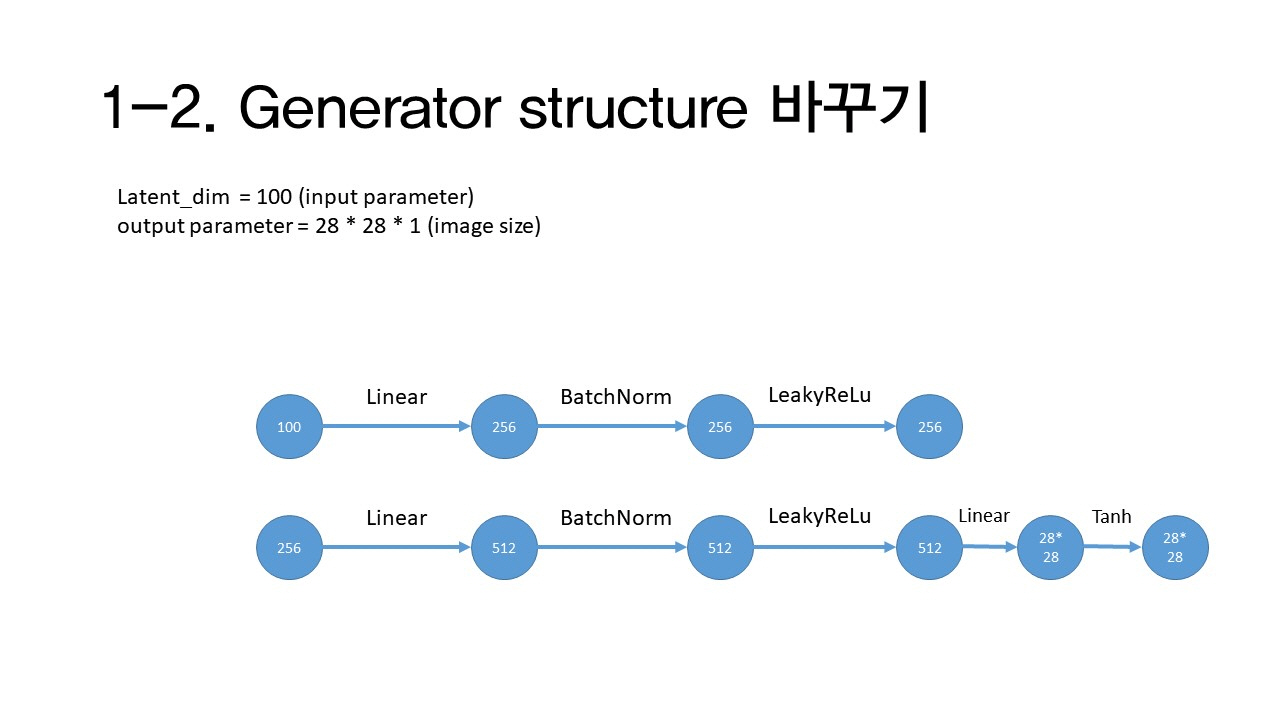 1-2. Generator structure 바꾸기
Latent_dim = 100 (input parameter)
output parameter = 28 * 28 * 1 (image size)
Linear BatchNorm LeakyReLu
100 256 256 256
Linear BatchNorm LeakyReLu Linear Tanh
256 512 512 512 28* 28*
28 28